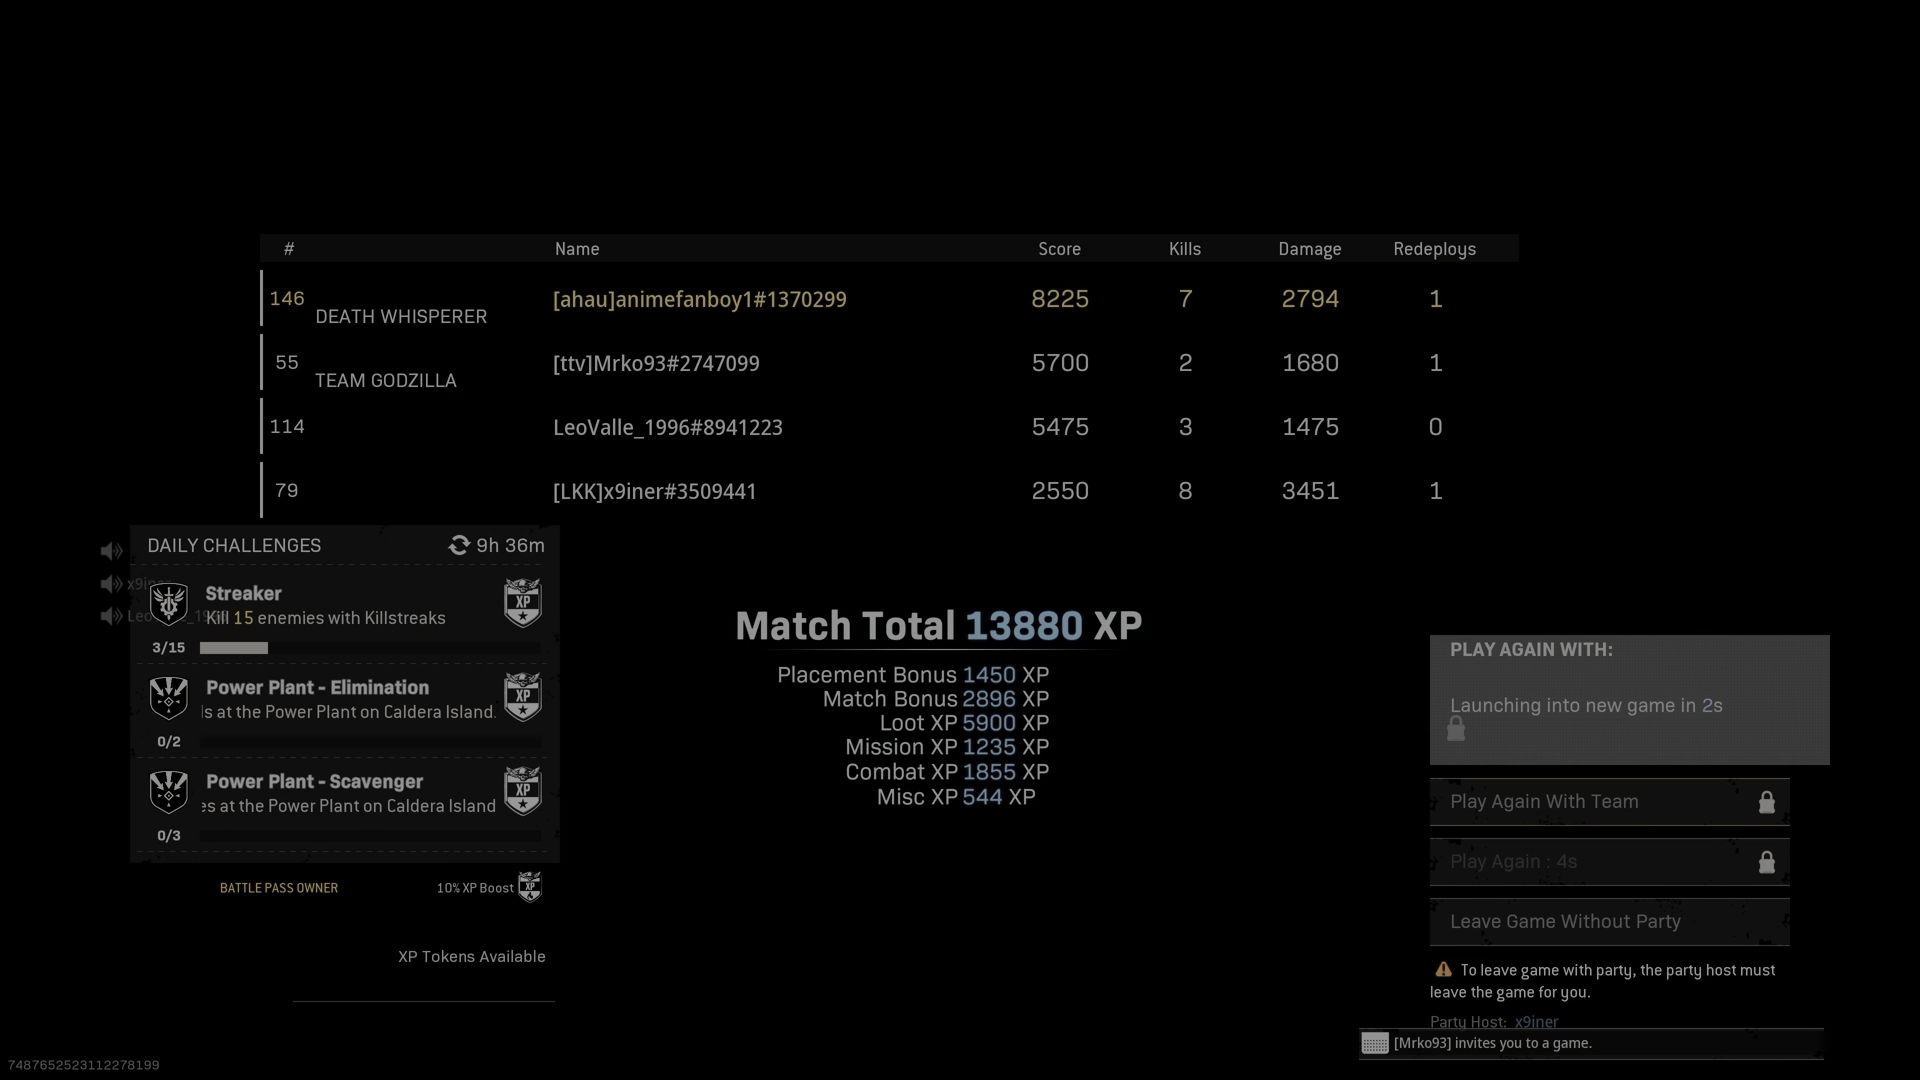 # Name Score Kills Damage Redeploys
146 DEATH WHISPERER [ahau]animefanboy1#1370299 8225 7 2794 1
55 TEAM GODZILLA [ttv]Mrko93#2747099 5700 2 1680 1
114 LeoValle_1996#8941223 5475 3 1475 0
79 [LKK]x9iner#3509441 2550 8 3451 1
DAILY CHALLENGES 9h 36m
Streaker
Kill 15 enemies with Killstreaks
3/15
XP
Power Plant - Elimination
ls at the Power Plant on Caldera Island.
0/2
XP
Power Plant - Scavenger
es at the Power Plant on Caldera Island
0/3
XP
BATTLE PASS OWNER 10% XP Boost XP
XP Tokens Available
Match Total 13880 XP
Placement Bonus 1450 XP
Match Bonus 2896 XP
Loot XP 5900 XP
Mission XP 1235 XP
Combat XP 1855 XP
Misc XP 544 XP
PLAY AGAIN WITH:
Launching into new game in 2s
Play Again With Team
Play Again : 4s
Leave Game Without Party
To leave game with party, the party host must
leave the game for you.
Party Host: x9iner
[Mrko93] invites you to a game.
7487652523112278199